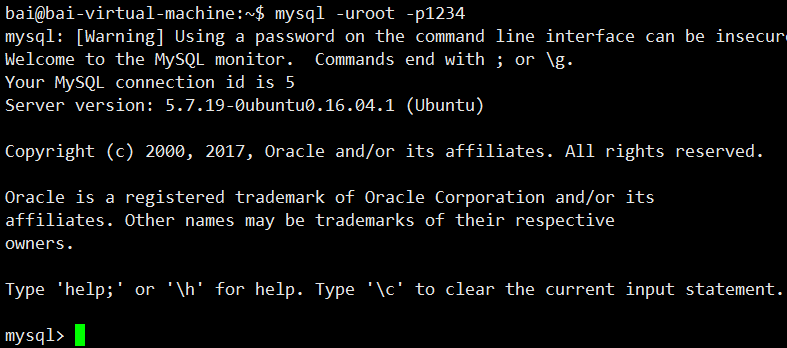 bai@bai-virtual-machine:~$ mysql -uroot -p1234
mysql: [Warning] Using a password on the command line interface can be insecure
Welcome to the MySQL monitor.  Commands end with ; or \g.
Your MySQL connection id is 5
Server version: 5.7.19-0ubuntu0.16.04.1 (Ubuntu)
Copyright (c) 2000, 2017, Oracle and/or its affiliates. All rights reserved.
Oracle is a registered trademark of Oracle Corporation and/or its
affiliates. Other names may be trademarks of their respective
owners.
Type 'help;' or '\h' for help. Type '\c' to clear the current input statement.
mysql>